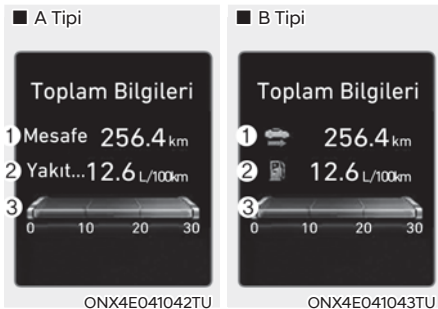 ■ A Tipi
Toplam Bilgileri
1 Mesafe 256.4 km
2 Yakıt...12.6 L/100km
3
0 10 20 30
ONX4E041042TU
■ B Tipi
Toplam Bilgileri
1 256.4 km
2 12.6 L/100km
3
0 10 20 30
ONX4E041043TU